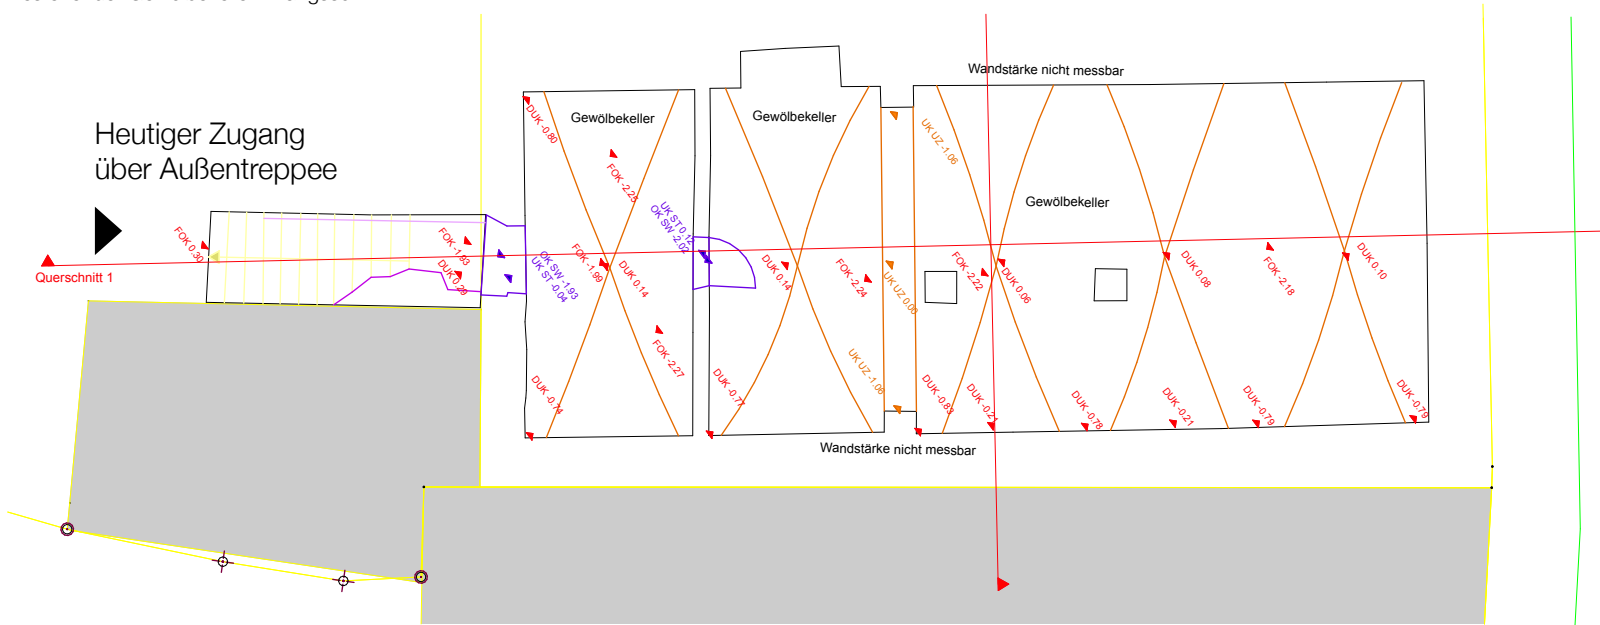 Wandstärke nicht messbar
Heutiger Zugang
über Außentreppee
Gewölbekeller
Gewölbekeller
Gewölbekeller
DUK -0.80
FOK -2.25
UK UZ -1.06
UK ST 0.12
OK SW -2.02
FOK 0.30
FOK -1.93
DUK 0.29
OK SW -1.93
UK ST -0.04
FOK -1.99
DUK 0.14
DUK 0.14
FOK -2.24
UK UZ 0.06
FOK -2.22
DUK 0.06
DUK 0.08
FOK -2.18
DUK 0.10
Querschnitt 1
FOK -2.27
UK UZ -1.06
DUK -0.74
DUK -0.77
DUK -0.83
DUK -0.21
DUK -0.78
DUK -0.21
DUK -0.79
DUK -0.79
Wandstärke nicht messbar